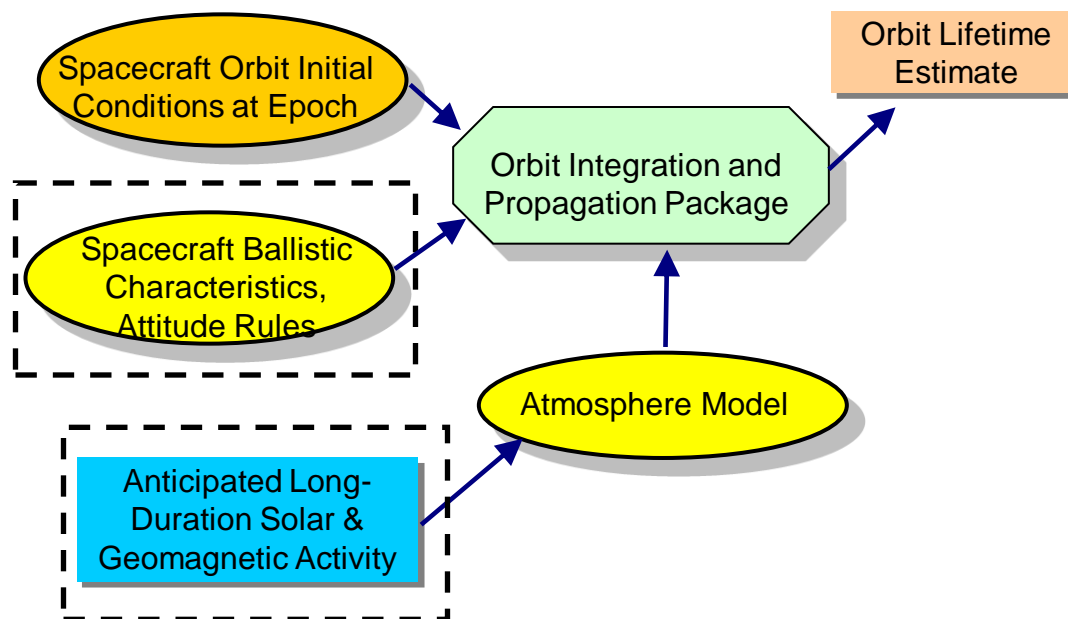 Spacecraft Orbit Initial
Conditions at Epoch
Orbit Lifetime
Estimate
Orbit Integration and
Propagation Package
Spacecraft Ballistic
Characteristics,
Attitude Rules
Atmosphere Model
Anticipated Long-
Duration Solar &
Geomagnetic Activity